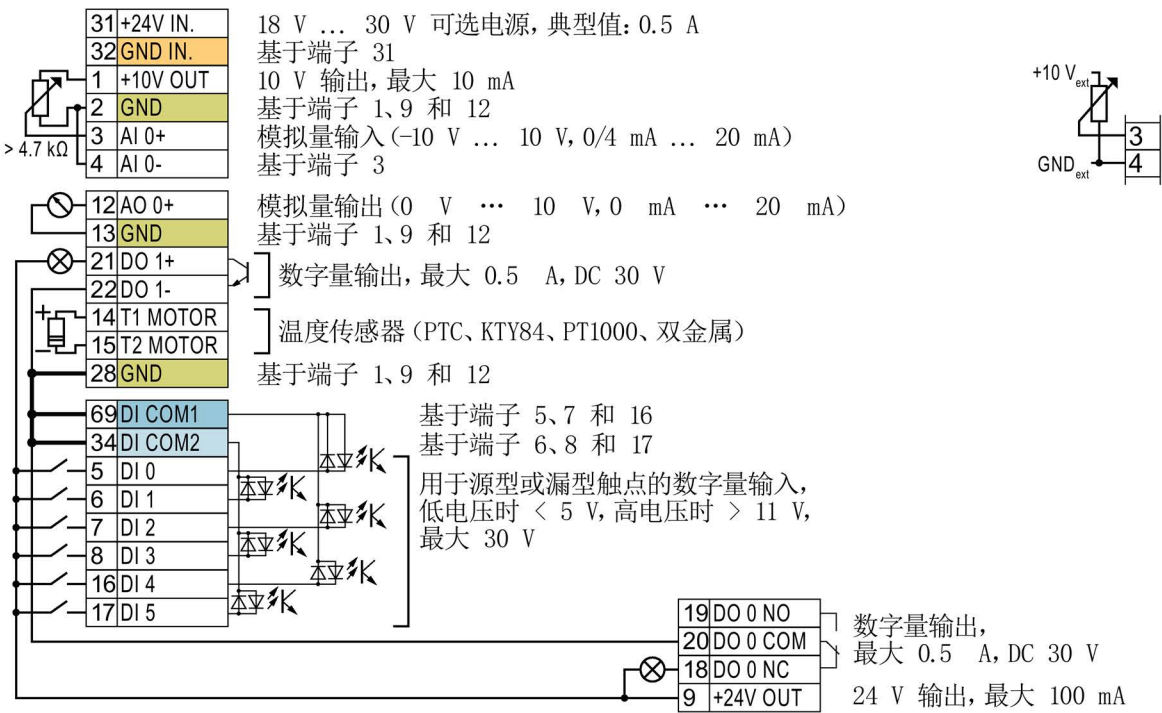 31 +24V IN. 18 V ... 30 V 可选电源, 典型值: 0.5 A
32 GND IN. 基于端子 31
1 +10V OUT 10 V 输出, 最大 10 mA
2 GND 基于端子 1、9 和 12
3 AI 0+ 模拟量输入 (-10 V ... 10 V, 0/4 mA ... 20 mA)
> 4.7 kΩ
4 AI 0- 基于端子 3
+10 Vext
3
GNDext 4
12 AO 0+ 模拟量输出 (0 V … 10 V, 0 mA … 20 mA)
13 GND 基于端子 1、9 和 12
21 DO 1+
数字量输出, 最大 0.5 A, DC 30 V
22 DO 1-
+ 14 T1 MOTOR
温度传感器 (PTC、KTY84、PT1000、双金属)
− 15 T2 MOTOR
28 GND 基于端子 1、9 和 12
69 DI COM1 基于端子 5、7 和 16
34 DI COM2 基于端子 6、8 和 17
5 DI 0
6 DI 1
7 DI 2
8 DI 3
16 DI 4
17 DI 5
用于源型或漏型触点的数字量输入,
低电压时 < 5 V, 高电压时 > 11 V,
最大 30 V
19 DO 0 NO
20 DO 0 COM
18 DO 0 NC
数字量输出,
最大 0.5 A, DC 30 V
9 +24V OUT 24 V 输出, 最大 100 mA